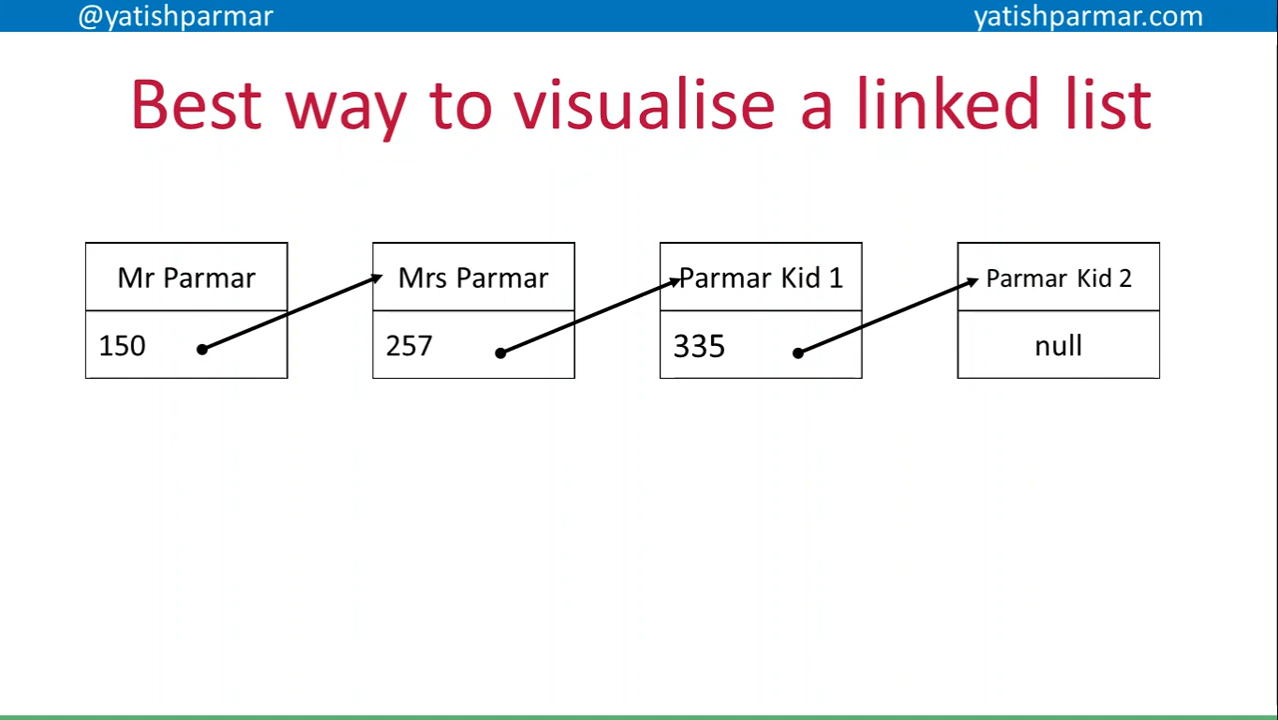 @yatishparmar
yatishparmar.com
Best way to visualise a linked list
Mr Parmar
Mrs Parmar
Parmar Kid 1
Parmar Kid 2
150
257
335
null